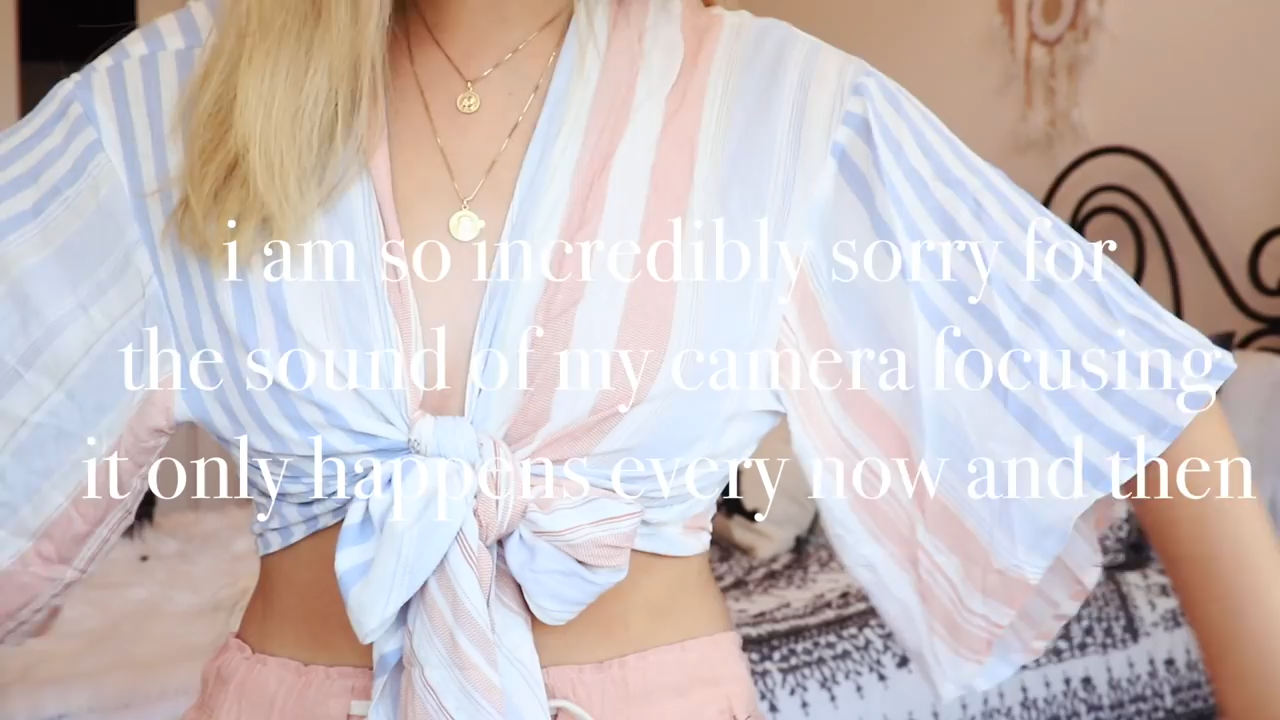 i am so incredibly sorry for
the sound of my camera focusing
it only happens every now and then